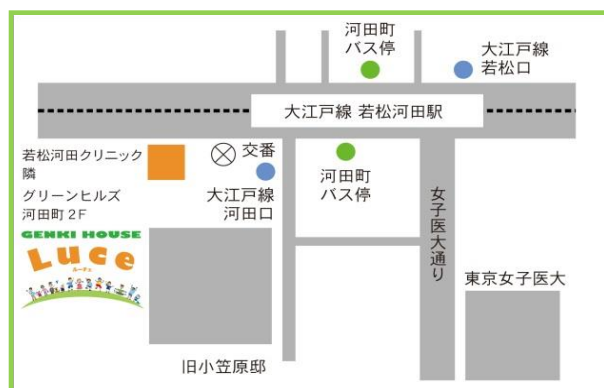 河田町
バス停
大江戸線
若松口
大江戸線 若松河田駅
若松河田クリニック
隣
交番
グリーンヒルズ
河田町2F
大江戸線
河田口
河田町
バス停
女子医大通り
GENKI HOUSE
Luce
ルーチェ
東京女子医大
旧小笠原邸